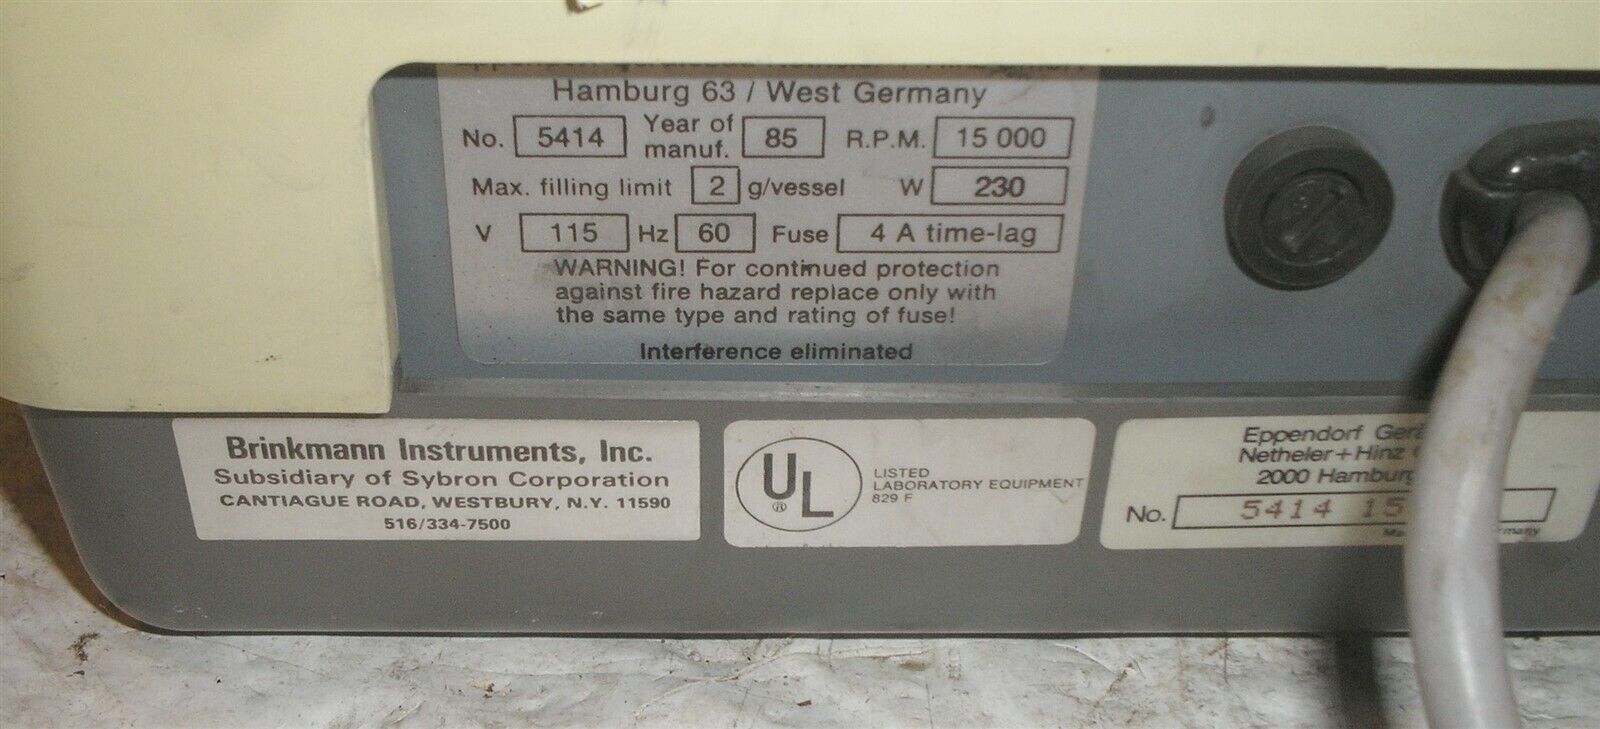 Hamburg 63 / West Germany
No. 5414 Year of manuf. 85 R.P.M. 15 000
Max. filling limit 2 g/vessel W 230
V 115 Hz 60 Fuse 4 A time-lag
WARNING! For continued protection
against fire hazard replace only with
the same type and rating of fuse!
Interference eliminated
Brinkmann Instruments, Inc.
Subsidiary of Sybron Corporation
CANTIAGUE ROAD, WESTBURY, N.Y. 11590
516/334-7500
UL
®
LISTED
LABORATORY EQUIPMENT
829 F
Eppendorf
Netheler+Hinz
2000 Hamburg
No. 5414 15